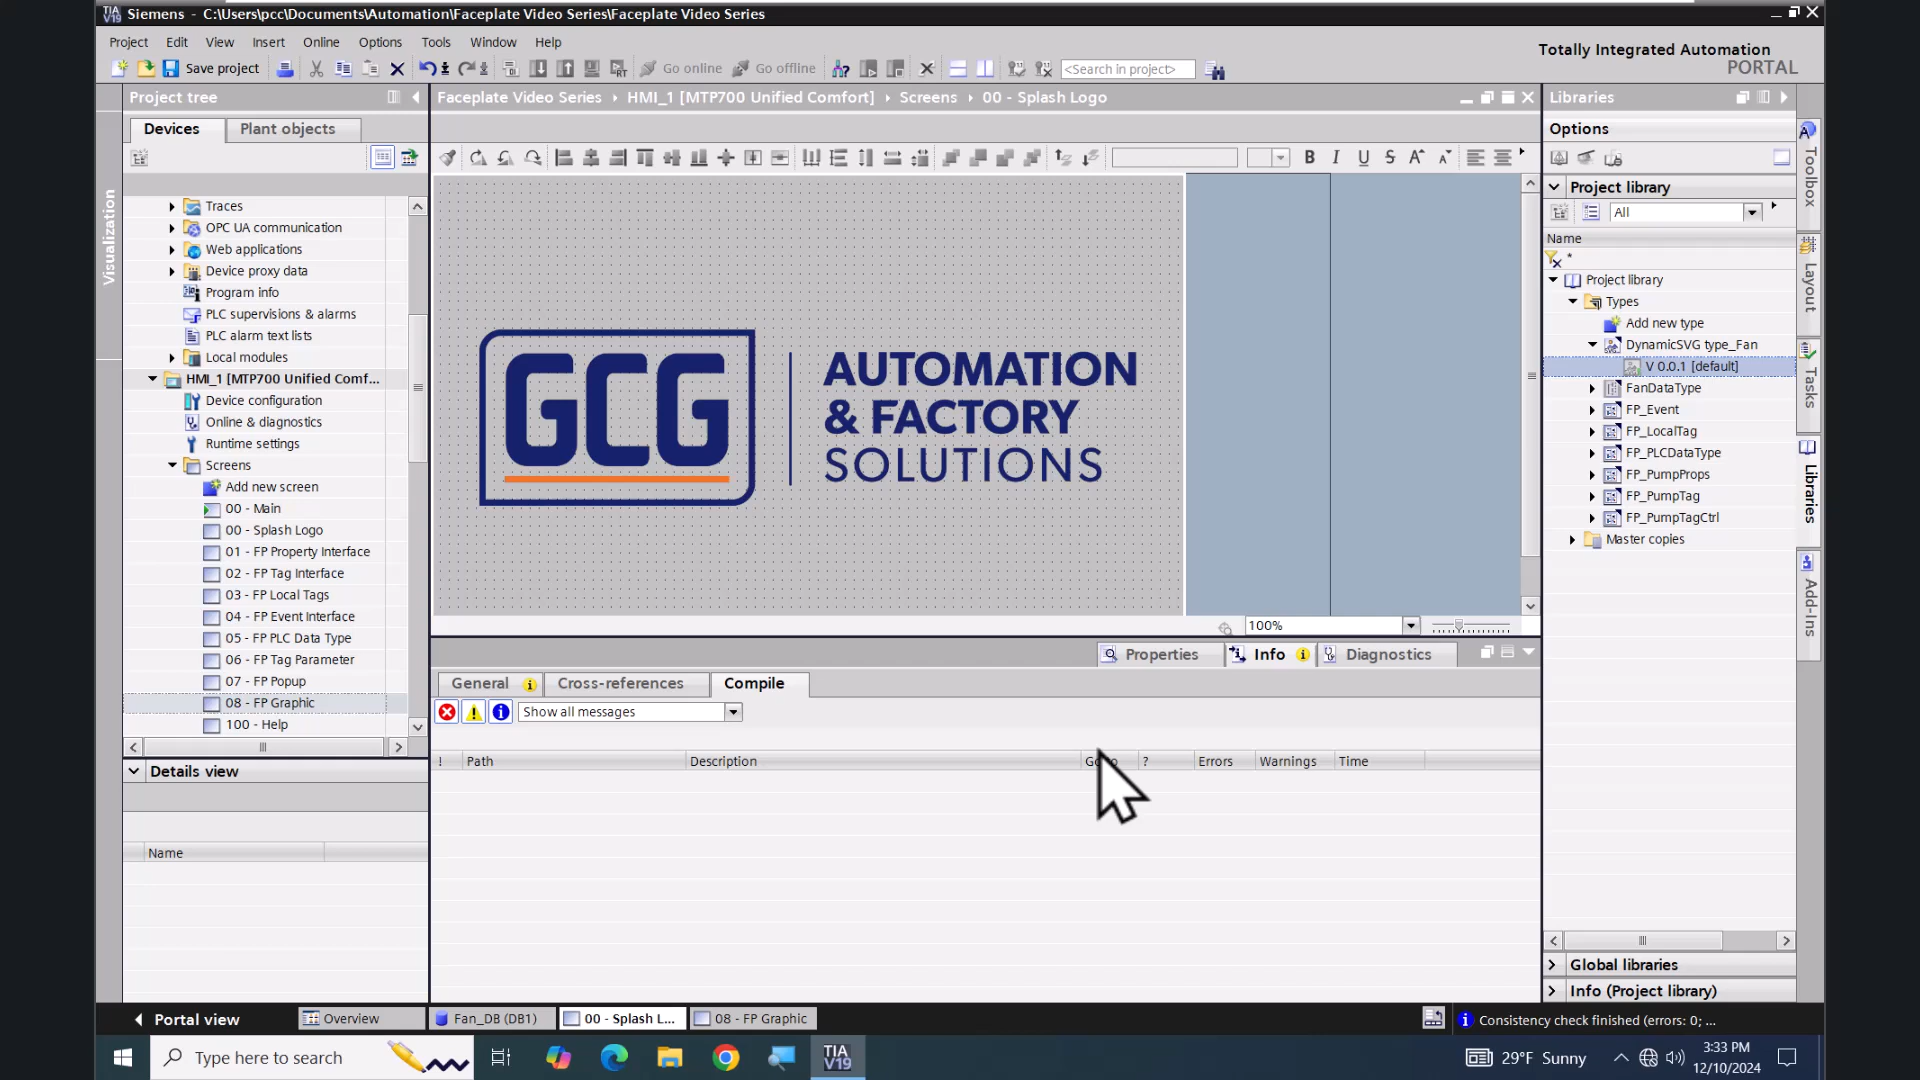 TIA V19 Siemens - C:\Users\pcc\Documents\Automation\Faceplate Video Series\Faceplate Video Series
Project Edit View Insert Online Options Tools Window Help
Totally Integrated Automation
PORTAL
Save project Go online Go offline <Search in project>
Project tree
Faceplate Video Series HMI_1 [MTP700 Unified Comfort] Screens 00 - Splash Logo
Libraries
Devices Plant objects
Options
Visualization
Traces
OPC UA communication
Web applications
Device proxy data
Program info
PLC supervisions & alarms
PLC alarm text lists
Local modules
HMI_1 [MTP700 Unified Comf...
Device configuration
Online & diagnostics
Runtime settings
Screens
Add new screen
00 - Main
00 - Splash Logo
01 - FP Property Interface
02 - FP Tag Interface
03 - FP Local Tags
04 - FP Event Interface
05 - FP PLC Data Type
06 - FP Tag Parameter
07 - FP Popup
08 - FP Graphic
100 - Help
Details view
Name
B I U S A A
GCG
AUTOMATION
& FACTORY
SOLUTIONS
100%
Properties Info Diagnostics
General Cross-references Compile
Show all messages
! Path Description Go to ? Errors Warnings Time
Project library
All
Name
*
Project library
Types
Add new type
DynamicSVG type_Fan
V 0.0.1 [default]
FanDataType
FP_Event
FP_LocalTag
FP_PLCDataType
FP_PumpProps
FP_PumpTag
FP_PumpTagCtrl
Master copies
Global libraries
Info (Project library)
Toolbox
Layout
Tasks
Libraries
Add-Ins
Portal view Overview Fan_DB (DB1) 00 - Splash L... 08 - FP Graphic
Consistency check finished (errors: 0; ...
Type here to search
TIA V19
29°F Sunny
3:33 PM
12/10/2024